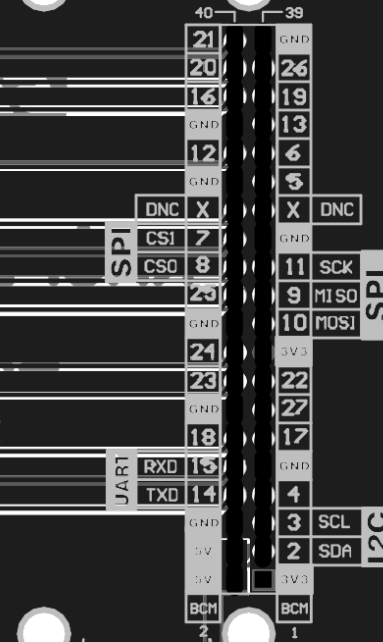 40 39
21 GND
20 26
16 19
GND 13
12 6
GND 5
DNC X X DNC
SPI CS1 7 GND
CS0 8 11 SCK SPI
25 9 MISO
GND 10 MOSI
24 3V3
23 22
GND 27
18 17
UART RXD 15 GND
TXD 14 4
GND 3 SCL I2C
5V 2 SDA
5V 3V3
BCM BCM
2 1